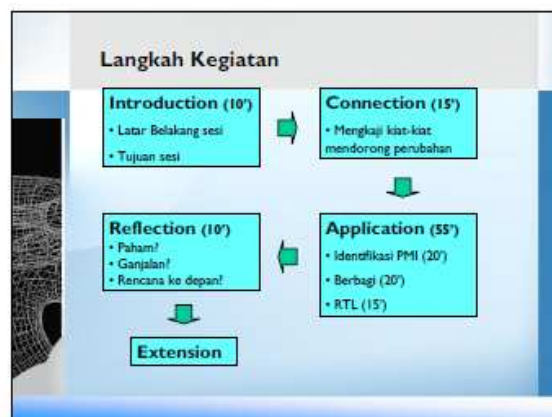 Langkah Kegiatan
Introduction (10')
• Latar Belakang sesi
• Tujuan sesi
Connection (15')
• Mengkaji kiat-kiat
mendorong perubahan
Application (55')
• Identifikasi PMI (20')
• Berbagi (20')
• RTL (15')
Reflection (10')
• Paham?
• Ganjalan?
• Rencana ke depan?
Extension